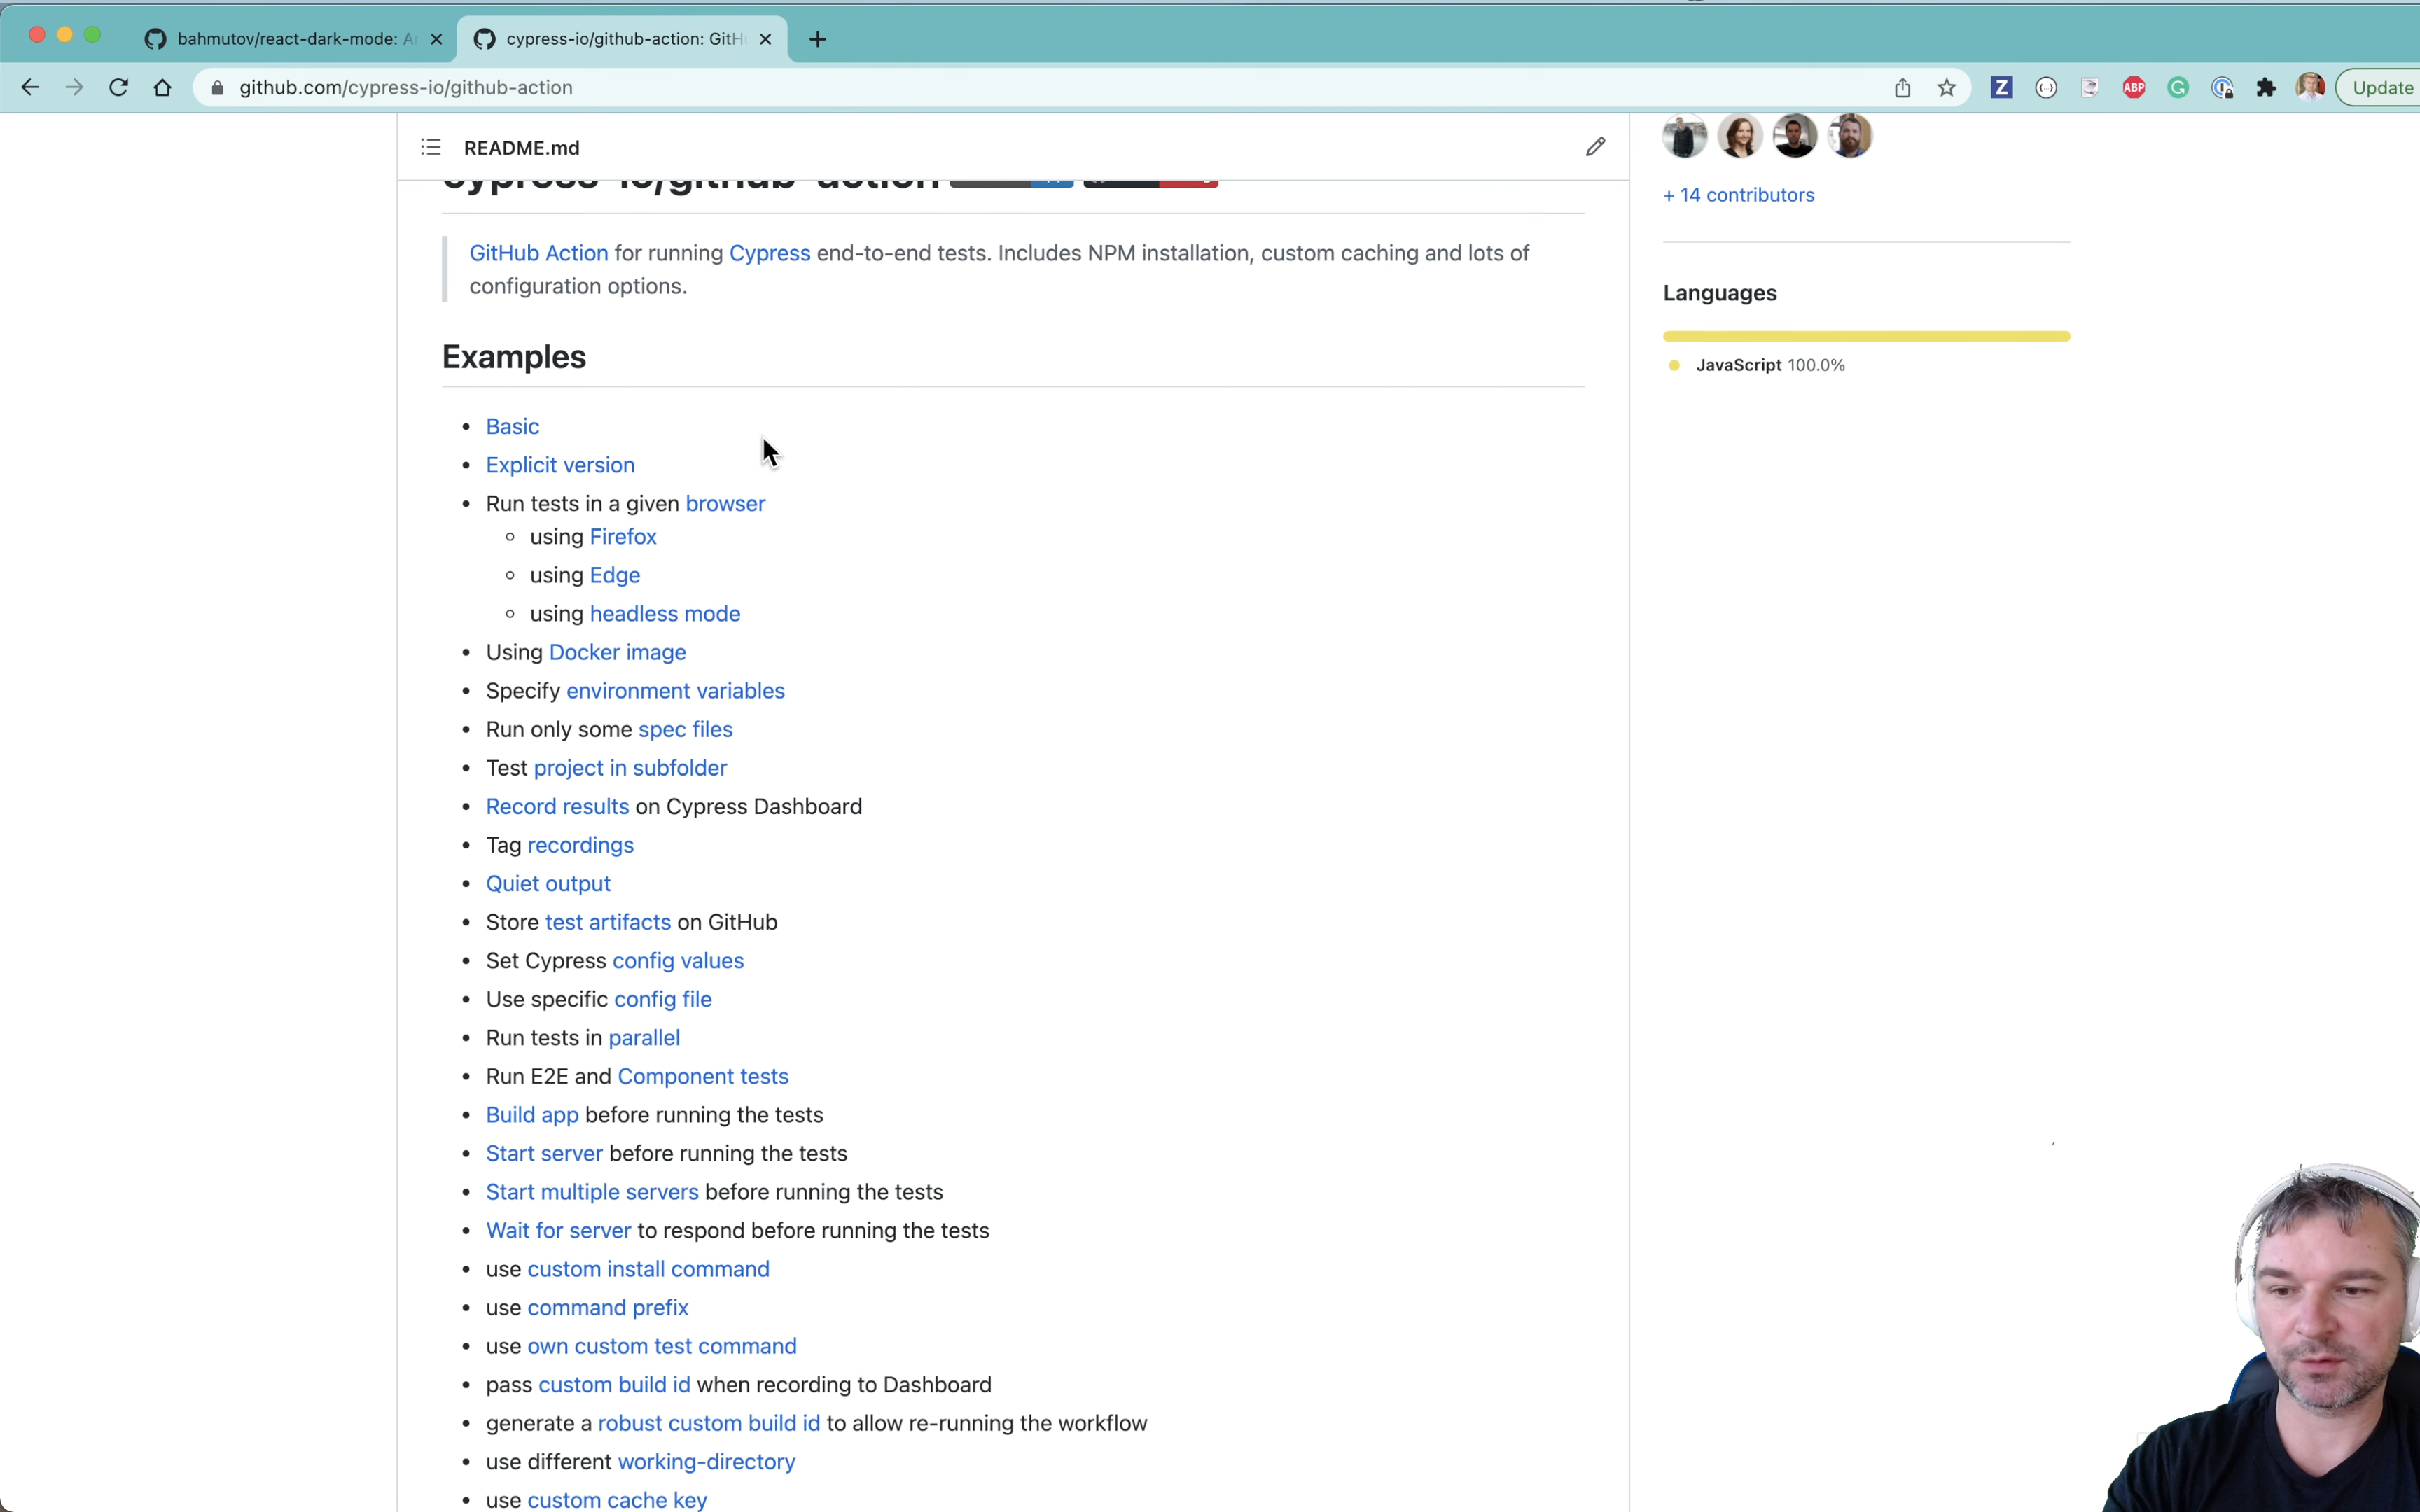 bahmutov/react-dark-mode: A
cypress-io/github-action: GitH
github.com/cypress-io/github-action
Z
ABP
G
Update
README.md
cypress-io/github-action
+ 14 contributors
GitHub Action for running Cypress end-to-end tests. Includes NPM installation, custom caching and lots of
configuration options.
Languages
JavaScript 100.0%
Examples
Basic
Explicit version
Run tests in a given browser
using Firefox
using Edge
using headless mode
Using Docker image
Specify environment variables
Run only some spec files
Test project in subfolder
Record results on Cypress Dashboard
Tag recordings
Quiet output
Store test artifacts on GitHub
Set Cypress config values
Use specific config file
Run tests in parallel
Run E2E and Component tests
Build app before running the tests
Start server before running the tests
Start multiple servers before running the tests
Wait for server to respond before running the tests
use custom install command
use command prefix
use own custom test command
pass custom build id when recording to Dashboard
generate a robust custom build id to allow re-running the workflow
use different working-directory
use custom cache key